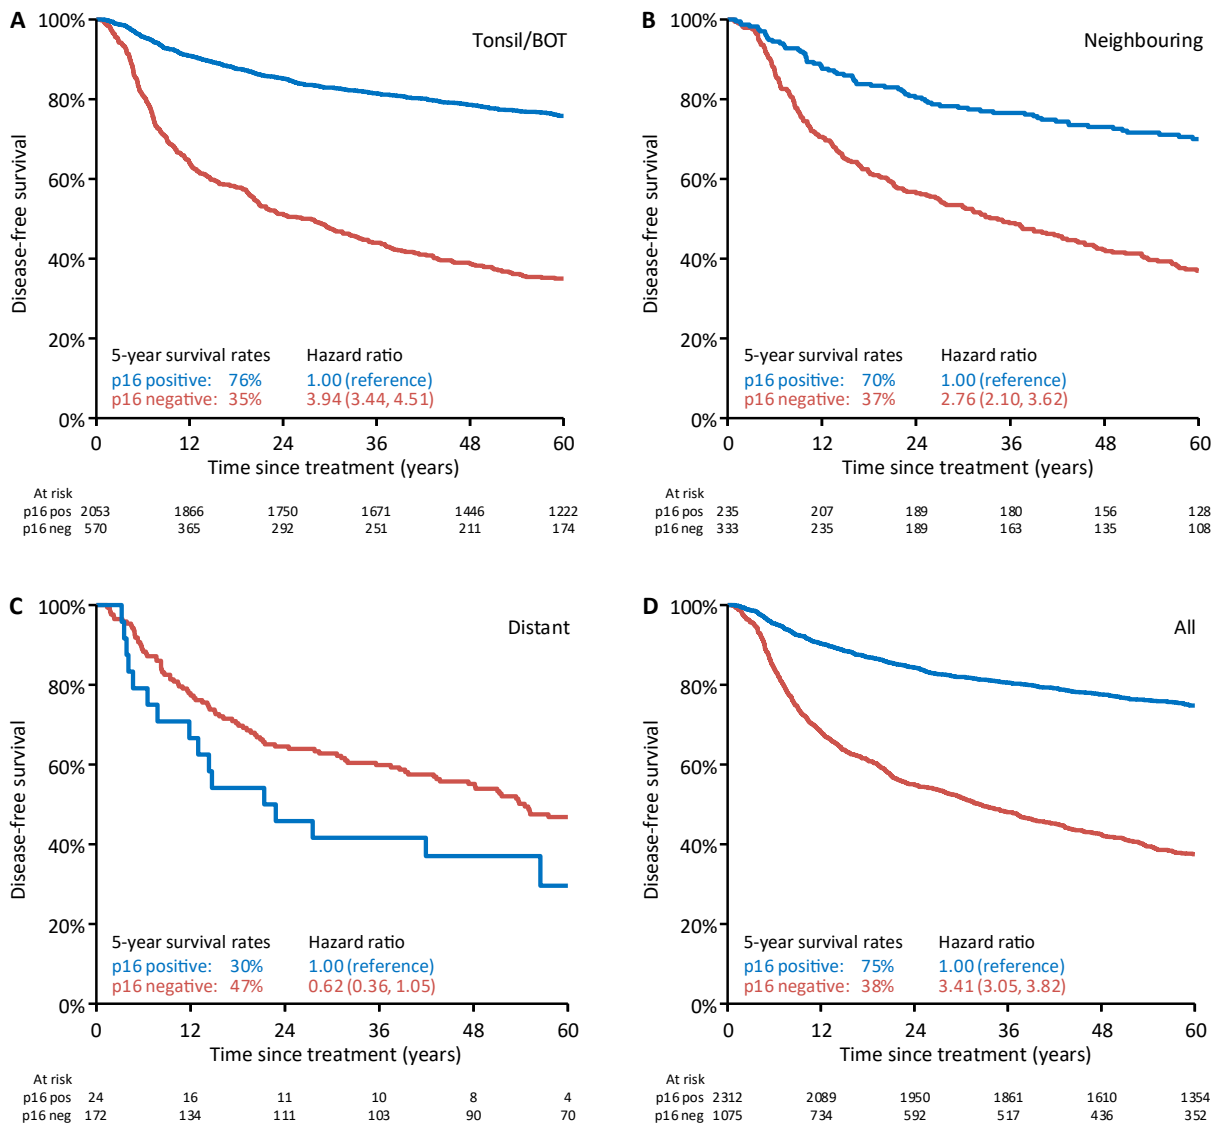 A
Tonsil/BOT
100%
80%
60%
40%
20%
0%
Disease-free survival
5-year survival rates Hazard ratio
p16 positive: 76% 1.00 (reference)
p16 negative: 35% 3.94 (3.44, 4.51)
0 12 24 36 48 60
Time since treatment (years)
At risk
p16 pos 2053 1866 1750 1671 1446 1222
p16 neg 570 365 292 251 211 174
B
Neighbouring
100%
80%
60%
40%
20%
0%
Disease-free survival
5-year survival rates Hazard ratio
p16 positive: 70% 1.00 (reference)
p16 negative: 37% 2.76 (2.10, 3.62)
0 12 24 36 48 60
Time since treatment (years)
At risk
p16 pos 235 207 189 180 156 128
p16 neg 333 235 189 163 135 108
C
Distant
100%
80%
60%
40%
20%
0%
Disease-free survival
5-year survival rates Hazard ratio
p16 positive: 30% 1.00 (reference)
p16 negative: 47% 0.62 (0.36, 1.05)
0 12 24 36 48 60
Time since treatment (years)
At risk
p16 pos 24 16 11 10 8 4
p16 neg 172 134 111 103 90 70
D
All
100%
80%
60%
40%
20%
0%
Disease-free survival
5-year survival rates Hazard ratio
p16 positive: 75% 1.00 (reference)
p16 negative: 38% 3.41 (3.05, 3.82)
0 12 24 36 48 60
Time since treatment (years)
At risk
p16 pos 2312 2089 1950 1861 1610 1354
p16 neg 1075 734 592 517 436 352